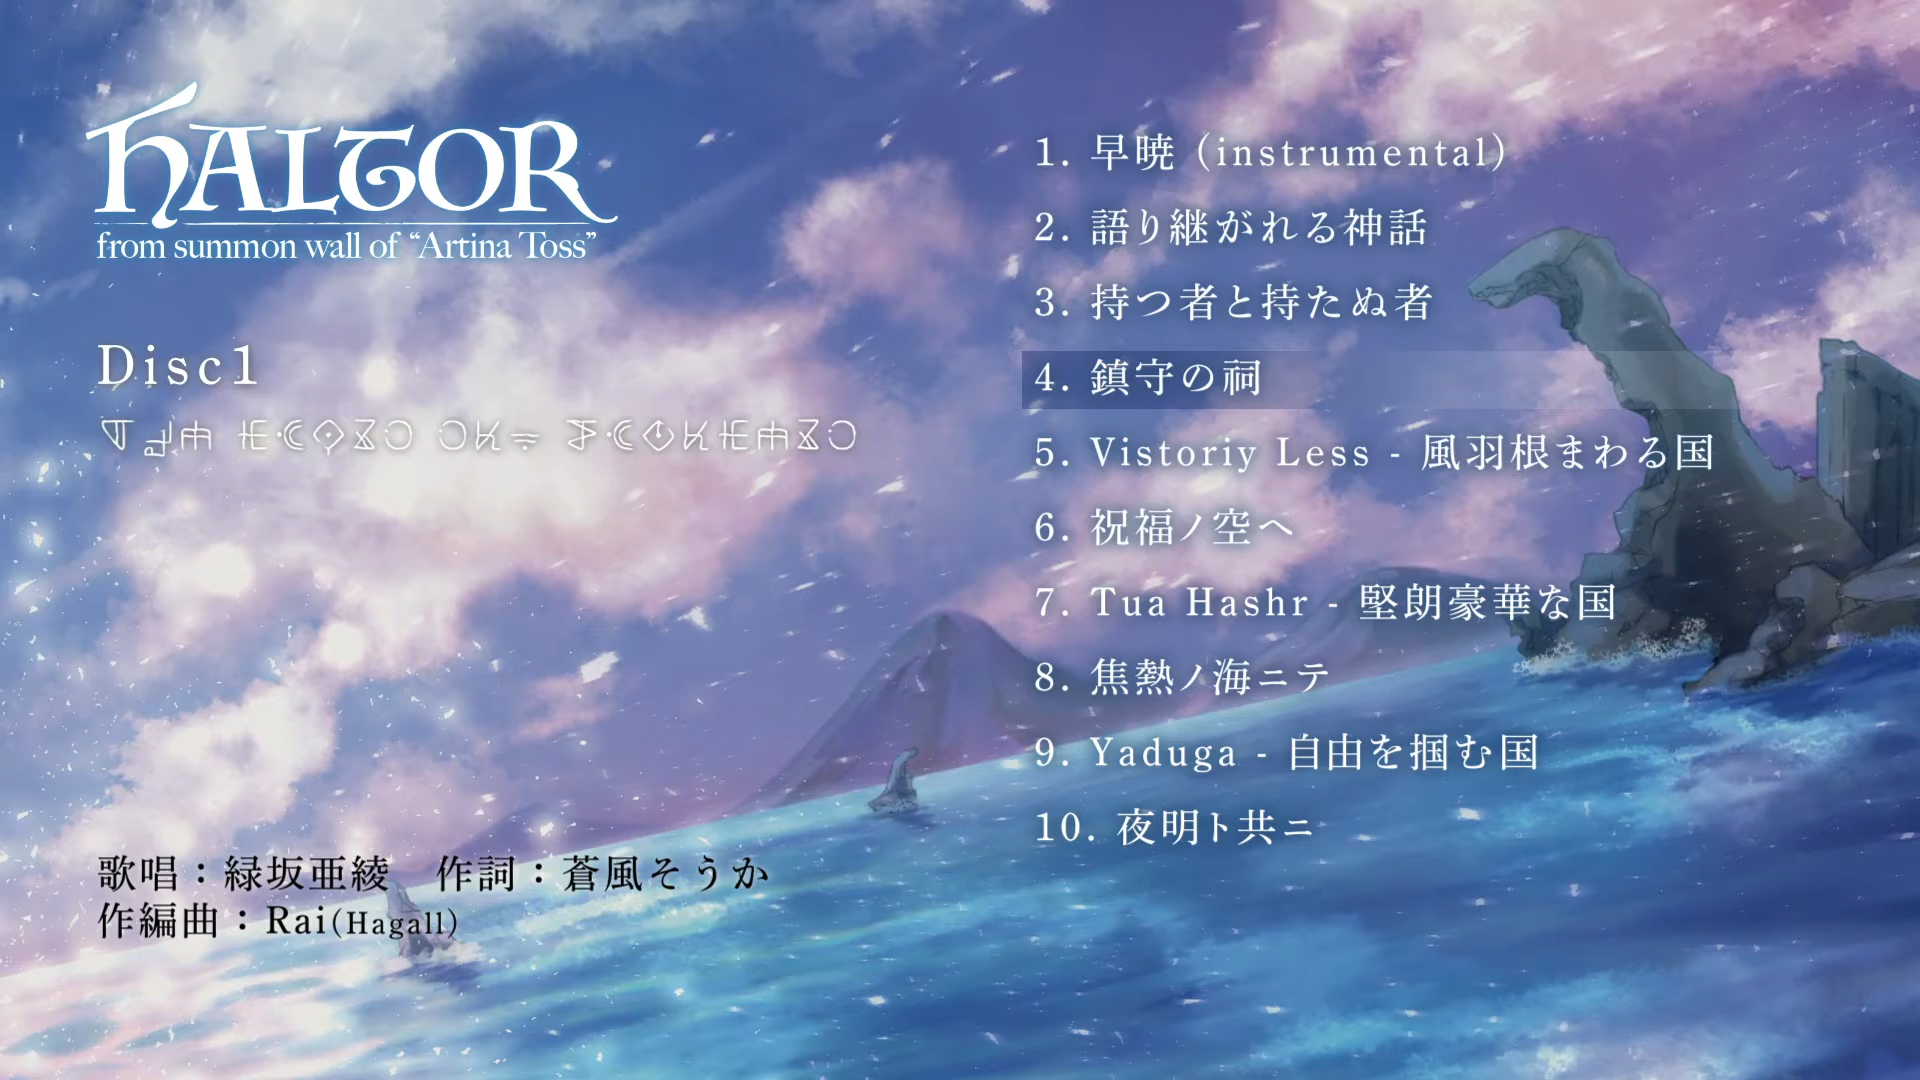 HALTOR
from summon wall of “Artina Toss”
Disc1
1. 早暁 (instrumental)
2. 語り継がれる神話
3. 持つ者と持たぬ者
4. 鎮守の祠
5. Vistoriy Less - 風羽根まわる国
6. 祝福ノ空へ
7. Tua Hashr - 堅朗豪華な国
8. 焦熱ノ海ニテ
9. Yaduga - 自由を掴む国
10. 夜明ト共ニ
歌唱：緑坂亜綾　作詞：蒼風そうか
作編曲：Rai(Hagall)